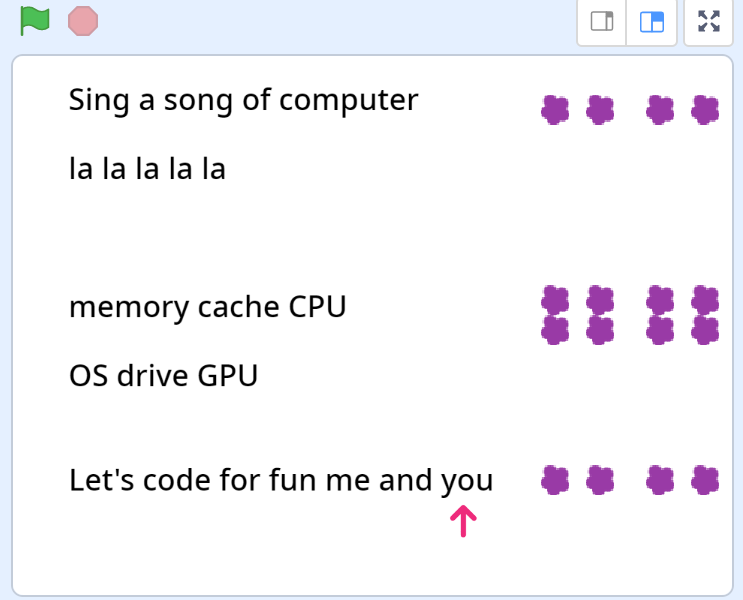 Sing a song of computer
la la la la la
memory cache CPU
OS drive GPU
Let's code for fun me and you